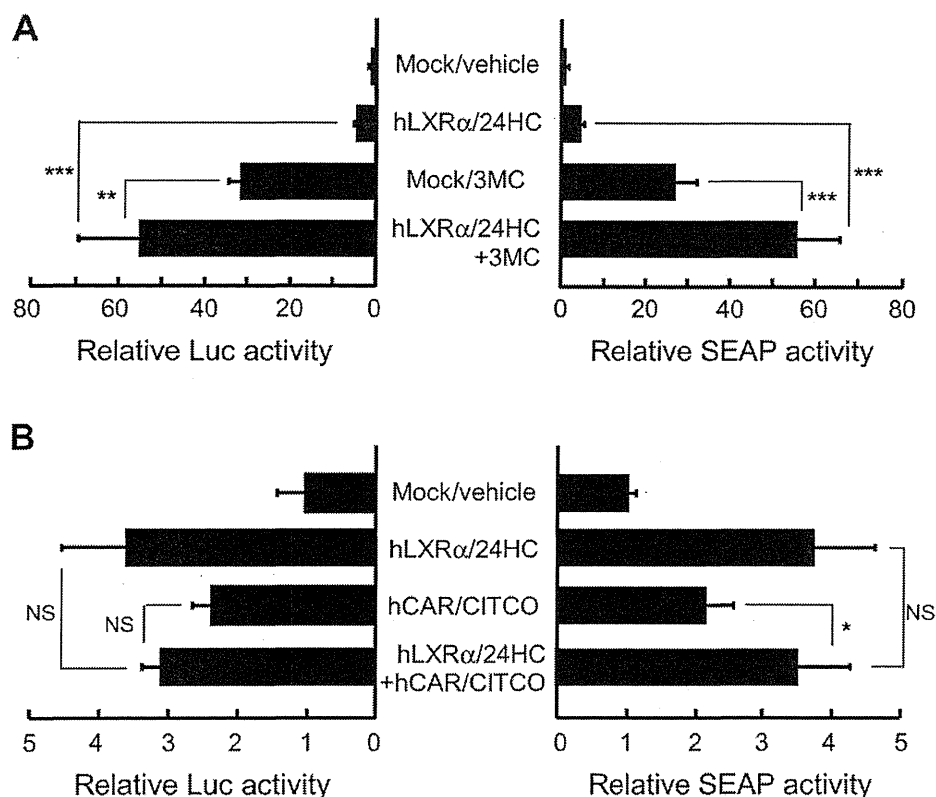 A
Mock/vehicle
hLXRα/24HC
Mock/3MC
hLXRα/24HC
+3MC
***
**
***
***
80 60 40 20 0
0 20 40 60 80
Relative Luc activity
Relative SEAP activity
B
Mock/vehicle
hLXRα/24HC
hCAR/CITCO
hLXRα/24HC
+hCAR/CITCO
NS
NS
*
NS
5 4 3 2 1 0
0 1 2 3 4 5
Relative Luc activity
Relative SEAP activity